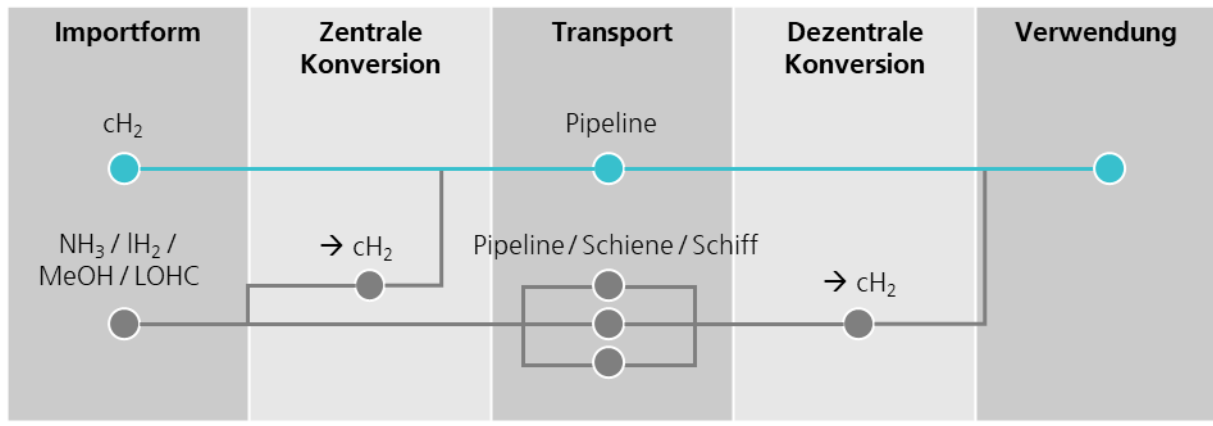 Importform
Zentrale
Konversion
Transport
Dezentrale
Konversion
Verwendung
cH₂
Pipeline
NH₃ / lH₂ /
MeOH / LOHC
→ cH₂
Pipeline / Schiene / Schiff
→ cH₂